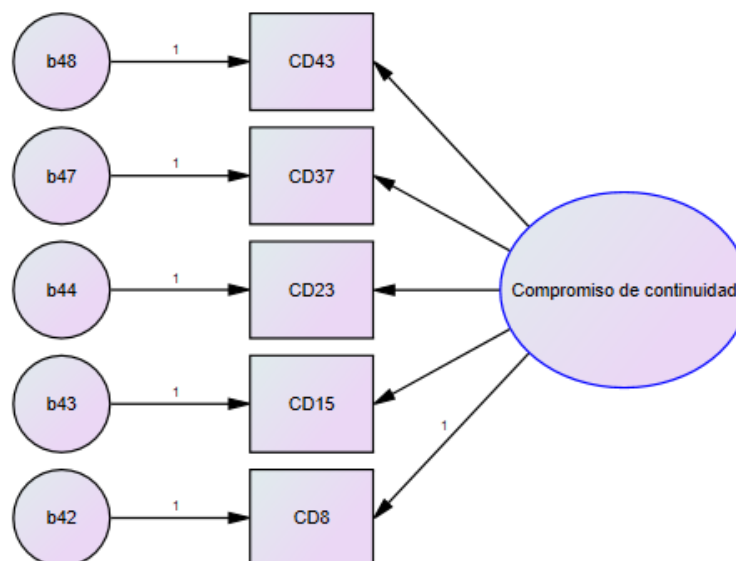 b48
1
CD43
b47
1
CD37
b44
1
CD23
Compromiso de continuidad
b43
1
CD15
1
b42
1
CD8